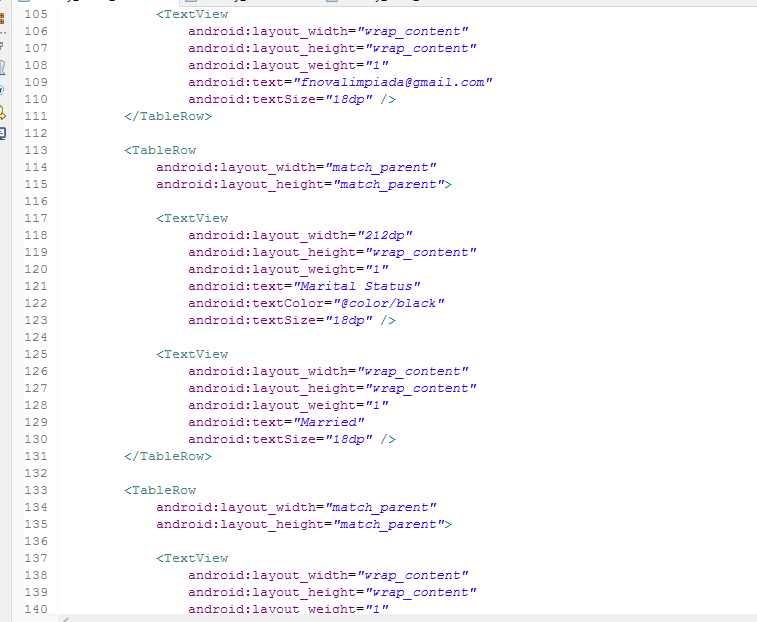 105 <TextView
106 android:layout_width="wrap_content"
107 android:layout_height="wrap_content"
108 android:layout_weight="1"
109 android:text="fnovalimpiada@gmail.com"
110 android:textSize="18dp" />
111 </TableRow>
112
113 <TableRow
114 android:layout_width="match_parent"
115 android:layout_height="match_parent">
116
117 <TextView
118 android:layout_width="212dp"
119 android:layout_height="wrap_content"
120 android:layout_weight="1"
121 android:text="Marital Status"
122 android:textColor="@color/black"
123 android:textSize="18dp" />
124
125 <TextView
126 android:layout_width="wrap_content"
127 android:layout_height="wrap_content"
128 android:layout_weight="1"
129 android:text="Married"
130 android:textSize="18dp" />
131 </TableRow>
132
133 <TableRow
134 android:layout_width="match_parent"
135 android:layout_height="match_parent">
136
137 <TextView
138 android:layout_width="wrap_content"
139 android:layout_height="wrap_content"
140 android:layout_weight="1"